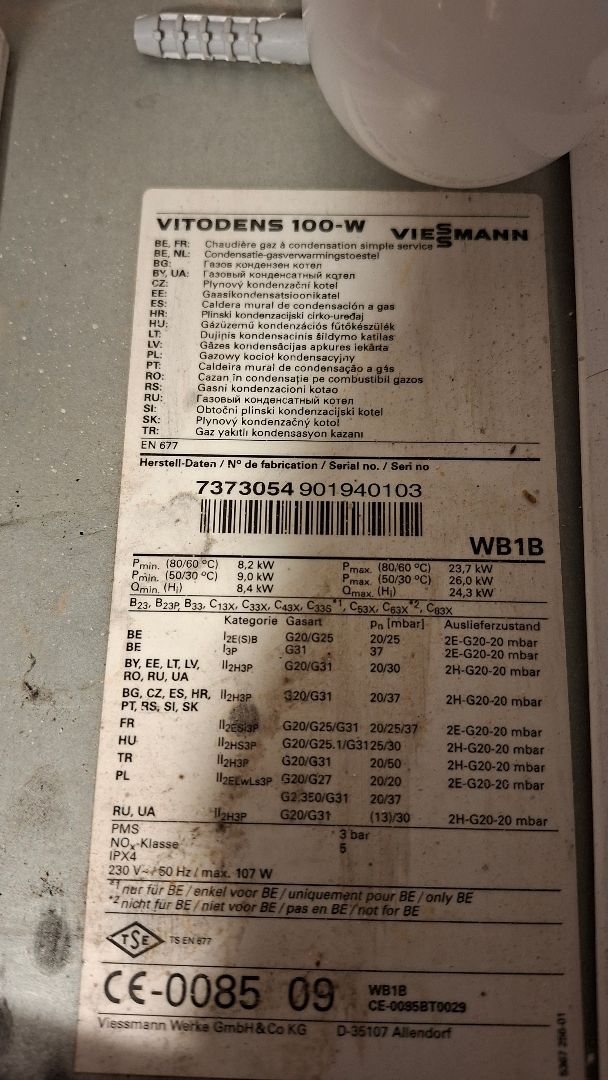 VITODENS 100-W
VIESSMANN
BE, FR: Chaudière gaz à condensation simple service
BE, NL: Condensatie-gasverwarmingstoestel
BG: Газов кондензен котел
BY, UA: Газовый конденсатный котел
CZ: Plynový kondenzační kotel
EE: Gaasikondensatsioonikatel
ES: Caldera mural de condensación a gas
HR: Plinski kondenzacijski cirko-uređaj
HU: Gázüzemű kondenzációs fűtőkészülék
LT: Dujinis kondensacinis šildymo katilas
LV: Gāzes kondensācijas apkures iekārta
PL: Gazowy kocioł kondensacyjny
PT: Caldeira mural de condensação a gás
RO: Cazan în condensaţie pe combustibil gazos
RS: Gasni kondenzacioni kotao
RU: Газовый конденсатный котел
SI: Obtočni plinski kondenzacijski kotel
SK: Plynový kondenzačný kotol
TR: Gaz yakıtlı kondensasyon kazanı
EN 677
Herstell-Daten / Nº de fabrication / Serial no. / Seri no
7373054 901940103
WB1B
Pmin. (80/60 ºC) 8,2 kW Pmax. (80/60 ºC) 23,7 kW
Pmin. (50/30 ºC) 9,0 kW Pmax. (50/30 ºC) 26,0 kW
Qmin. (Hi) 8,4 kW Qmax. (Hi) 24,3 kW
B23, B23P, B33, C13X, C33X, C43X, C33S*1, C53X, C63X*2, C83X
Kategorie Gasart pn [mbar] Auslieferzustand
BE I2E(S)B G20/G25 20/25 2E-G20-20 mbar
BE I3P G31 37 2E-G20-20 mbar
BY, EE, LT, LV, II2H3P G20/G31 20/30 2H-G20-20 mbar
RO, RU, UA
BG, CZ, ES, HR, II2H3P G20/G31 20/37 2H-G20-20 mbar
PT, RS, SI, SK
FR II2ESi3P G20/G25/G31 20/25/37 2E-G20-20 mbar
HU II2HS3P G20/G25.1/G31 25/30 2H-G20-20 mbar
TR II2H3P G20/G31 20/50 2H-G20-20 mbar
PL II2ELwLs3P G20/G27 20/20 2E-G20-20 mbar
G2.350/G31 20/37
RU, UA II2H3P G20/G31 (13)/30 2H-G20-20 mbar
PMS 3 bar
NOx-Klasse 5
IPX4
230 V~/50 Hz / max. 107 W
*1 nur für BE / enkel voor BE / uniquement pour BE / only BE
*2 nicht für BE / niet voor BE / pas en BE / not for BE
TSE TS EN 677
CE-0085 09 WB1B
CE-0085BT0029
Viessmann Werke GmbH & Co KG D-35107 Allendorf
5367 256-01